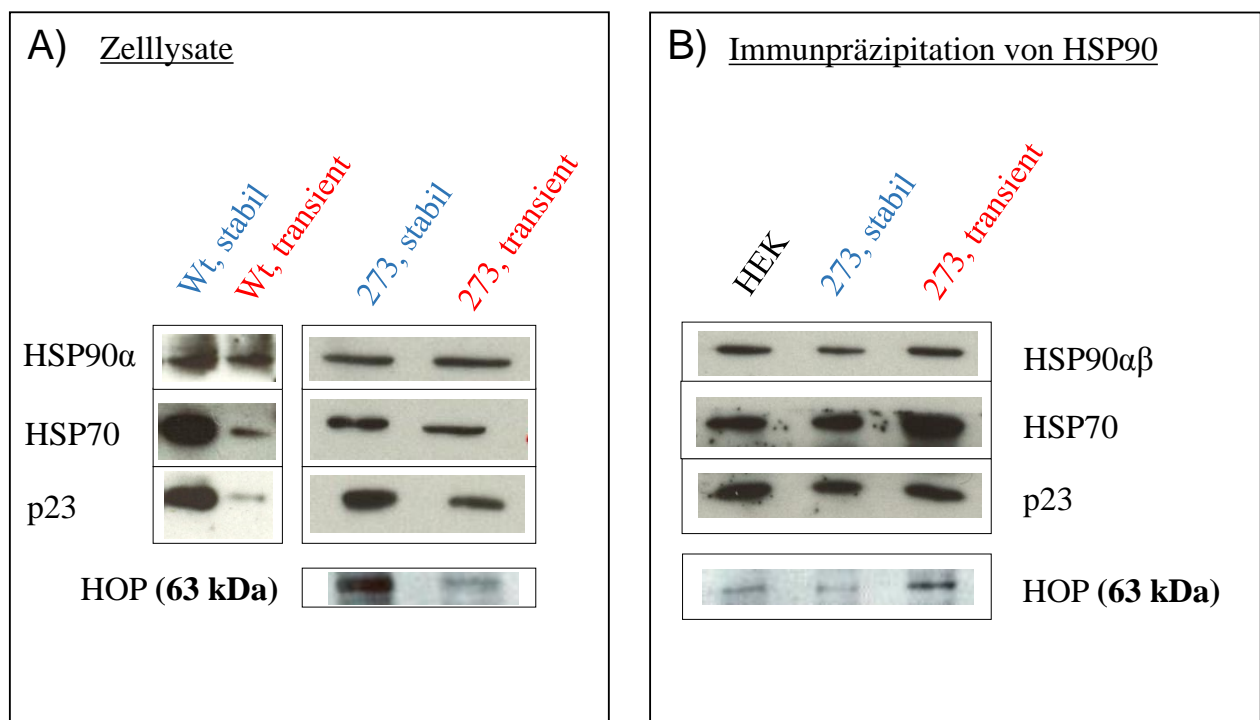 A) Zelllysate
Wt, stabil
Wt, transient
273, stabil
273, transient
HSP90α
HSP70
p23
HOP (63 kDa)
B) Immunpräzipitation von HSP90
HEK
273, stabil
273, transient
HSP90αβ
HSP70
p23
HOP (63 kDa)